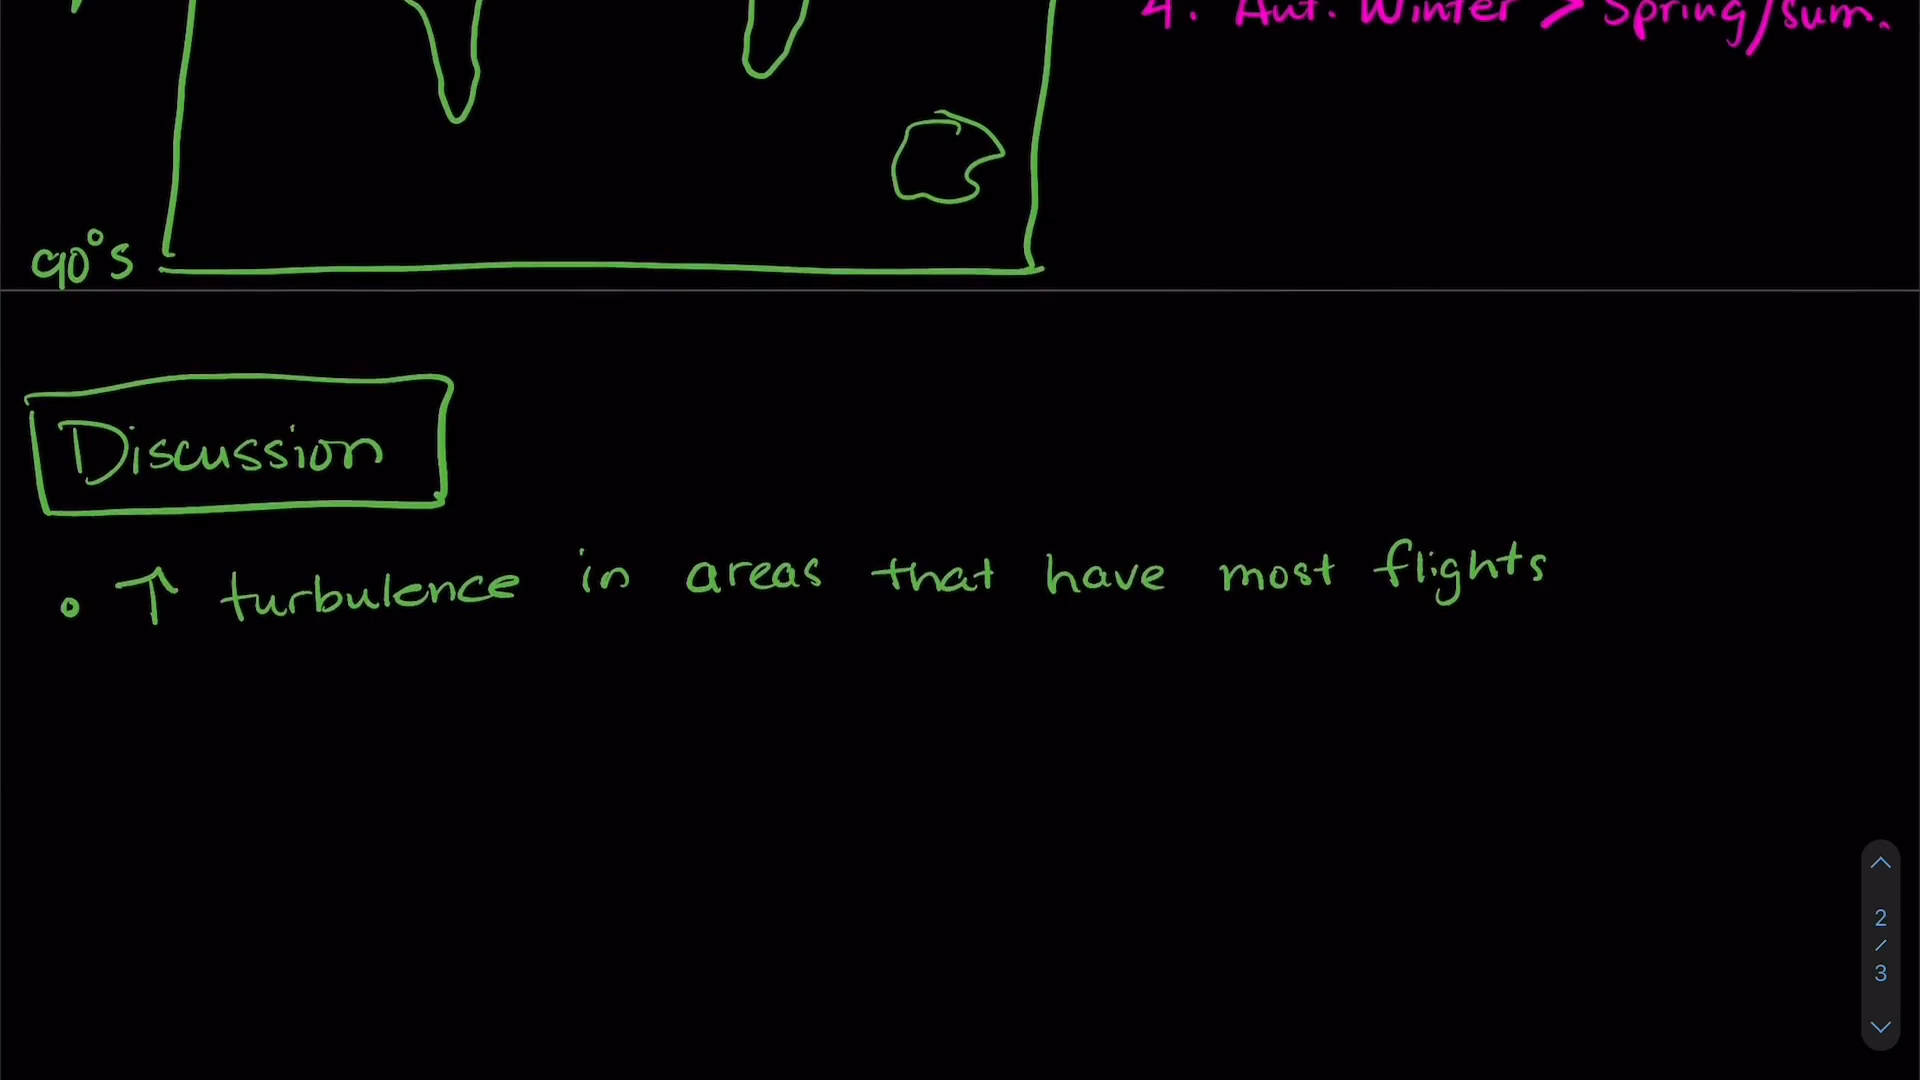 4. Aut. Winter > Spring/sum.
90°S
Discussion
• ↑ turbulence in areas that have most flights
2
/
3